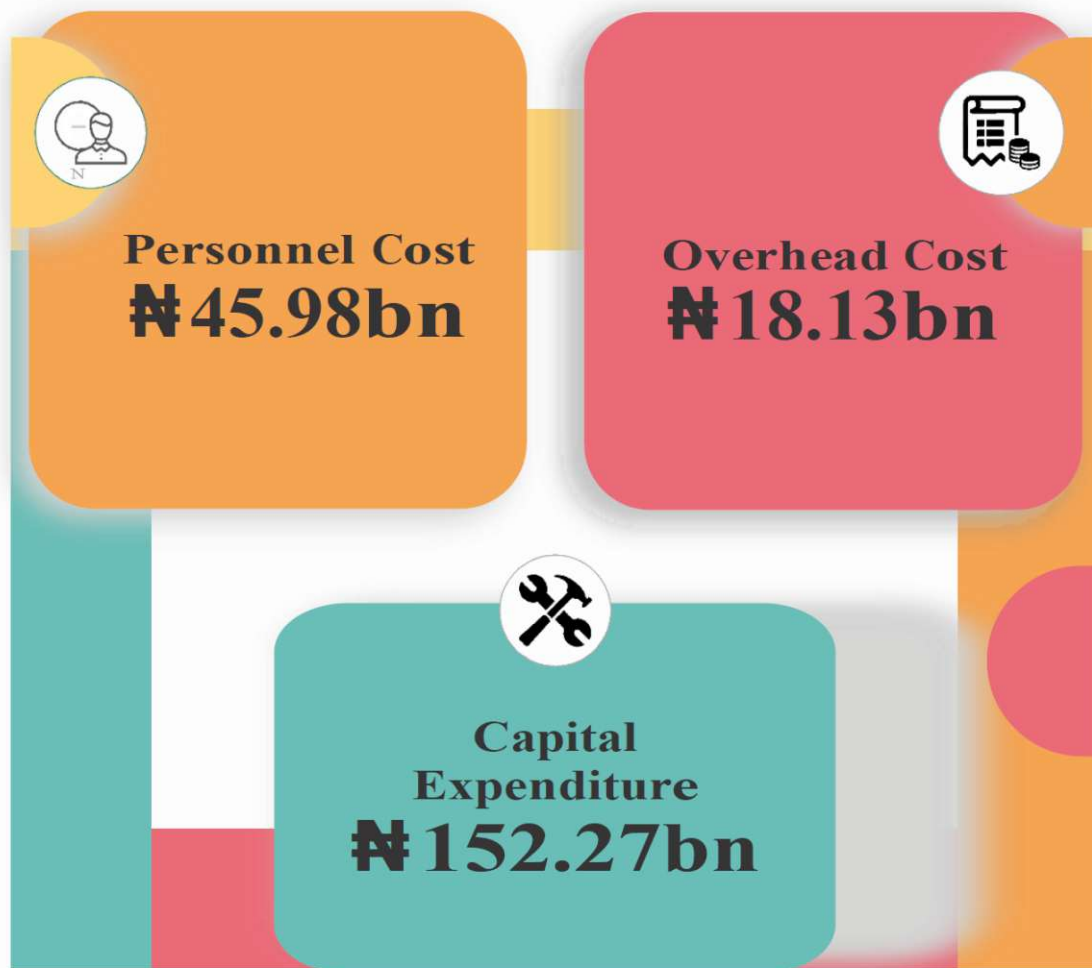 N
Personnel Cost
₦45.98bn
Overhead Cost
₦18.13bn
Capital
Expenditure
₦152.27bn